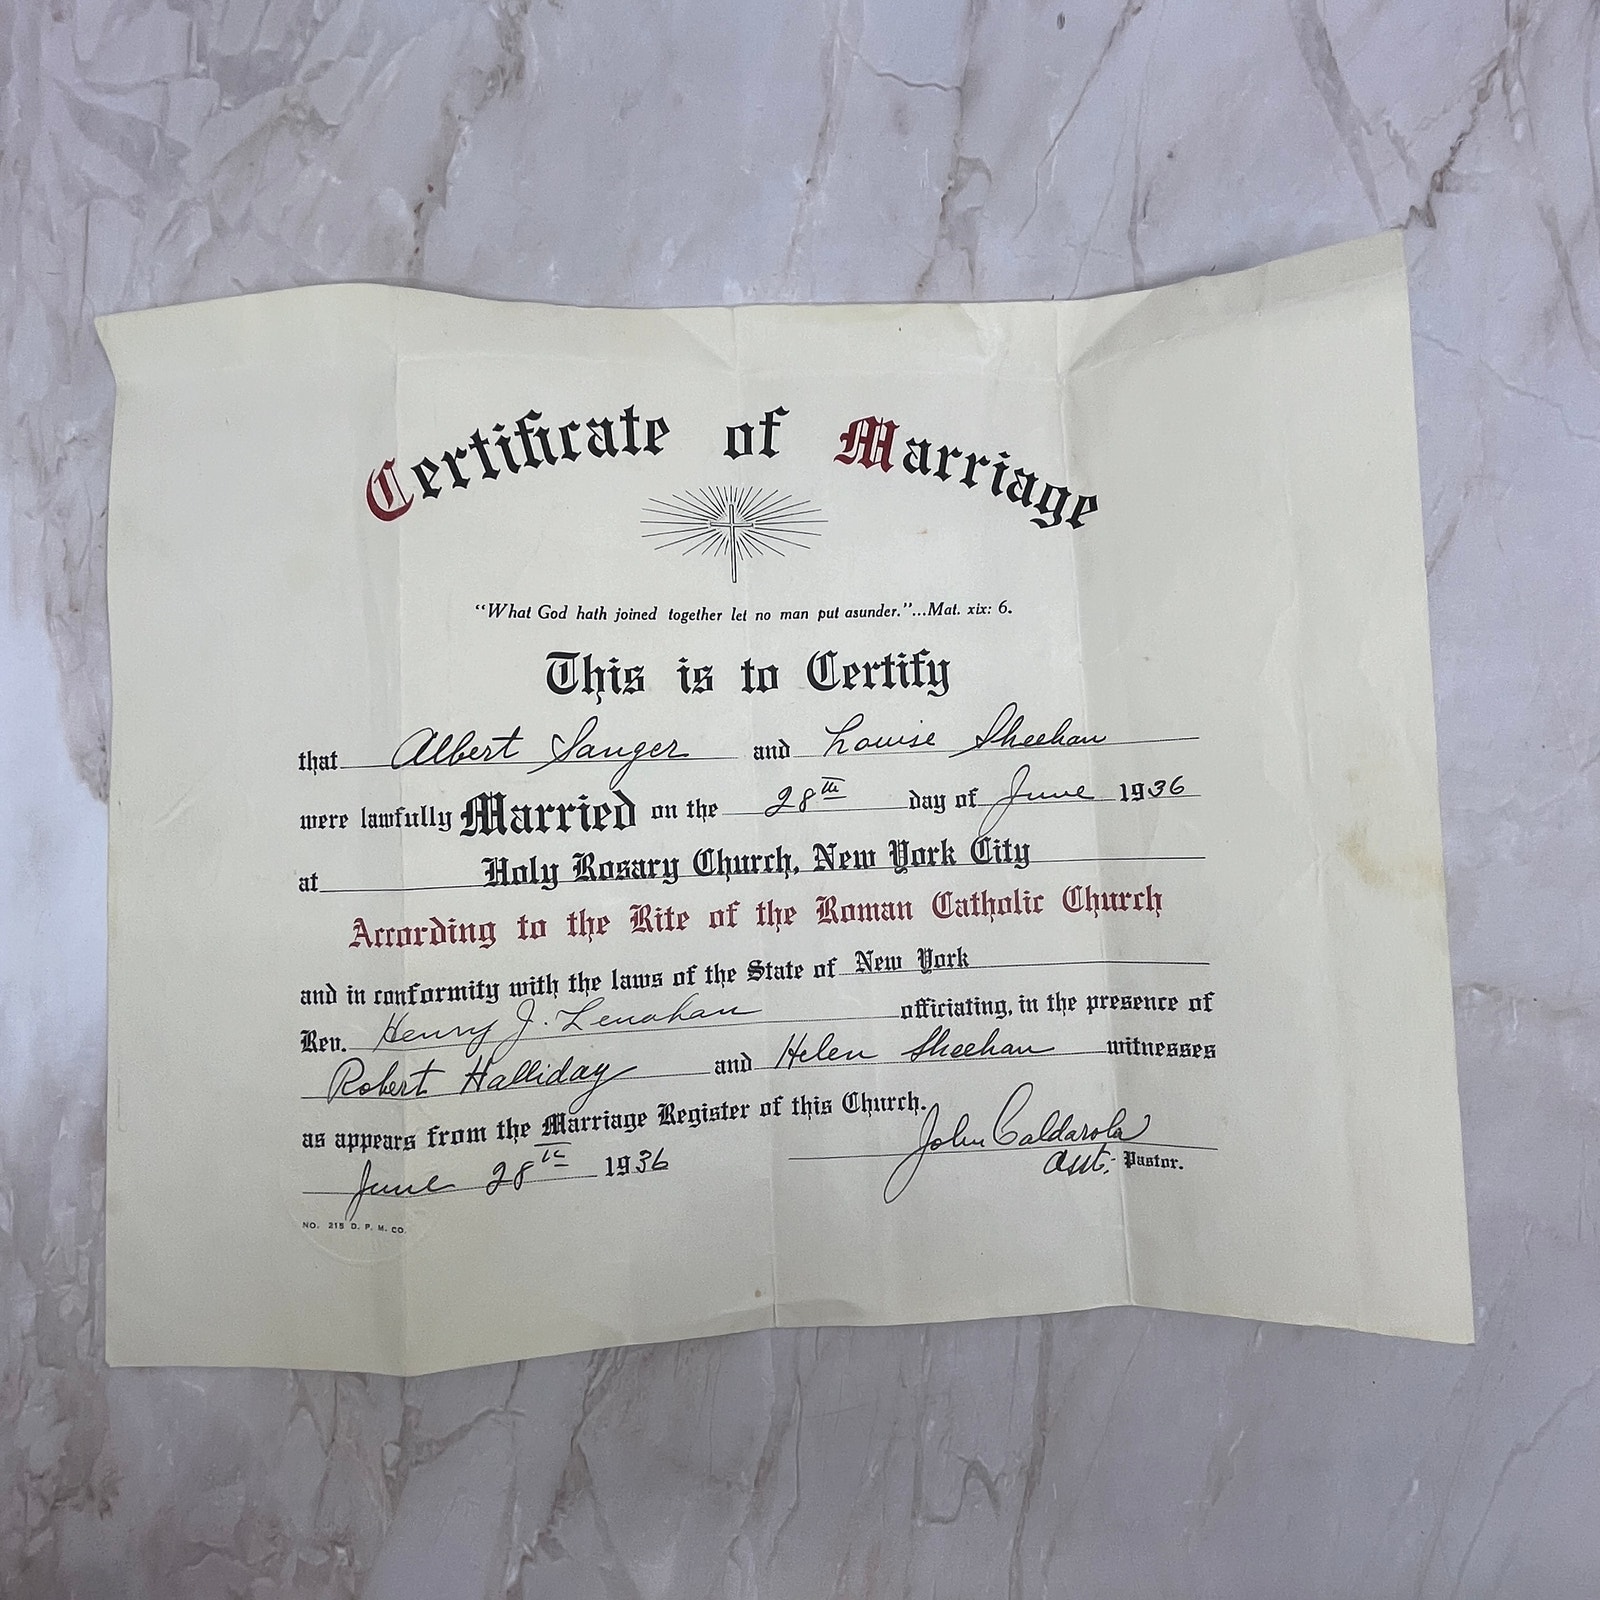 Certificate of Marriage
"What God hath joined together let no man put asunder."...Mat. xix: 6.
This is to Certify
that Albert Sanger and Louise Sheehan
were lawfully Married on the 28th day of June 1936
at Holy Rosary Church, New York City
According to the Rite of the Roman Catholic Church
and in conformity with the laws of the State of New York
Rev. Henry J. Lenahan officiating, in the presence of
Robert Halliday and Helen Sheehan witnesses
as appears from the Marriage Register of this Church.
John Caldarola
June 28th 1936
Asst. Pastor.
NO. 215 D. P. M. CO.